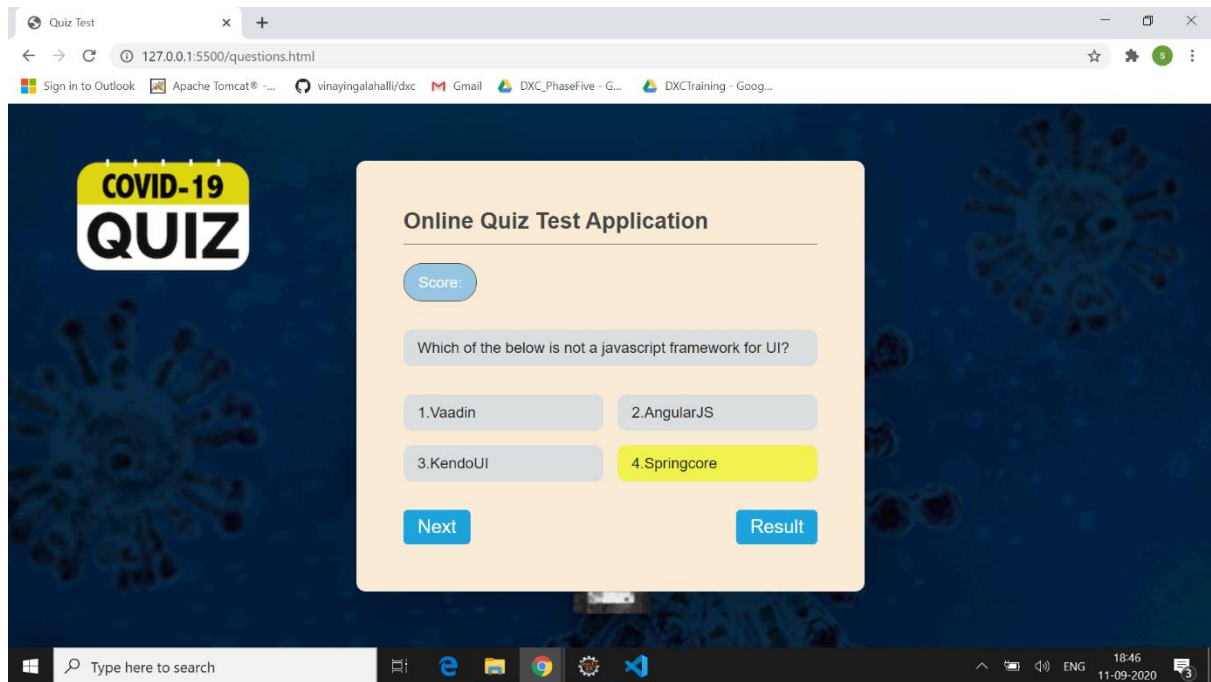 Quiz Test
127.0.0.1:5500/questions.html
S
Sign in to Outlook Apache Tomcat® -... vinayingalahalli/dxc Gmail DXC_PhaseFive - G... DXCTraining - Goog...
COVID-19
QUIZ
Online Quiz Test Application
Score:
Which of the below is not a javascript framework for UI?
1.Vaadin 2.AngularJS
3.KendoUI 4.Springcore
Next Result
Type here to search
ENG
18:46
11-09-2020
3